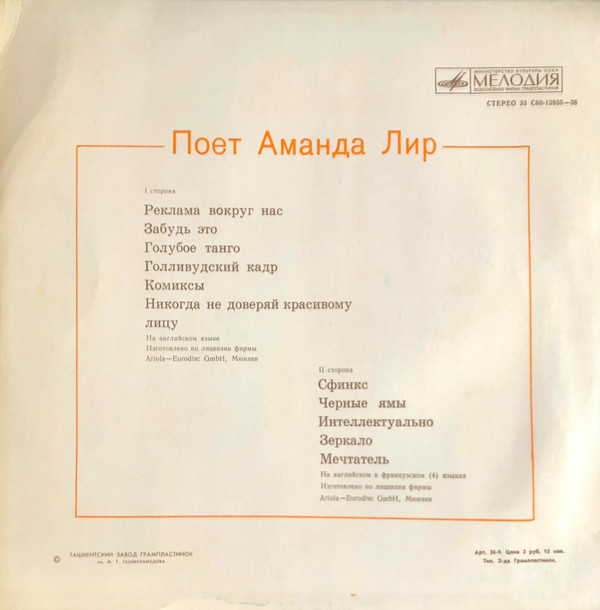 МИНИСТЕРСТВО КУЛЬТУРЫ СССР
МЕЛОДИЯ
ВСЕСОЮЗНАЯ ФИРМА ГРАМПЛАСТИНОК
СТЕРЕО 33 С60-13935—36
Поет Аманда Лир
I сторона
Реклама вокруг нас
Забудь это
Голубое танго
Голливудский кадр
Комиксы
Никогда не доверяй красивому
лицу
На английском языке
Изготовлено по лицензии фирмы
Ariola—Eurodisc GmbH, Мюнхен
II сторона
Сфинкс
Черные ямы
Интеллектуально
Зеркало
Мечтатель
На английском и французском (4) языках
Изготовлено по лицензии фирмы
Ariola—Eurodisc GmbH, Мюнхен
© ТАШКЕНТСКИЙ ЗАВОД ГРАМПЛАСТИНОК
им. М. Т. ТАШМУХАМЕДОВА
Арт. 36-9. Цена 2 руб. 15 коп.
Тип. З-да Грампластинок.